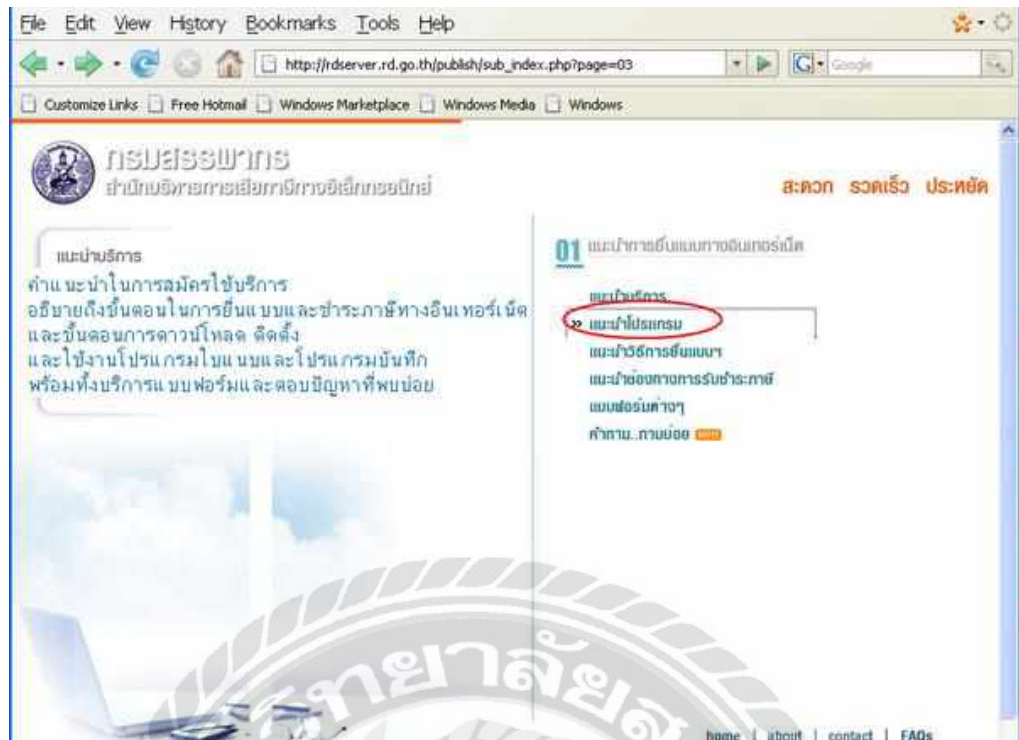 File Edit View History Bookmarks Tools Help
http://rdserver.rd.go.th/publish/sub_index.php?page=03
Google
Customize Links Free Hotmail Windows Marketplace Windows Media Windows
กรมสรรพากร
สำนักบริหารการเสียภาษีทางอิเล็กทรอนิกส์
สะดวก รวดเร็ว ประหยัด
แนะนำบริการ
คำแนะนำในการสมัครใช้บริการ
อธิบายถึงขั้นตอนในการยื่นแบบและชำระภาษีทางอินเทอร์เน็ต
และขั้นตอนการดาวน์โหลด ติดตั้ง
และใช้งานโปรแกรมใบแนบและโปรแกรมบันทึก
พร้อมทั้งบริการแบบฟอร์มและตอบปัญหาที่พบบ่อย
01 แนะนำการยื่นแบบทางอินเทอร์เน็ต
แนะนำบริการ
» แนะนำโปรแกรม
แนะนำวิธีการยื่นแบบฯ
แนะนำช่องทางการรับชำระภาษี
แบบฟอร์มต่างๆ
คำถาม..ถามบ่อย
home | about | contact | FAQs